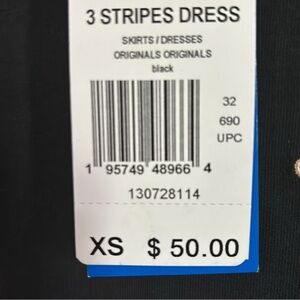 3 STRIPES DRESS
SKIRTS/DRESSES
ORIGINALS ORIGINALS
black
32
690
UPC
1 95749 48966 4
130728114
XS $ 50.00